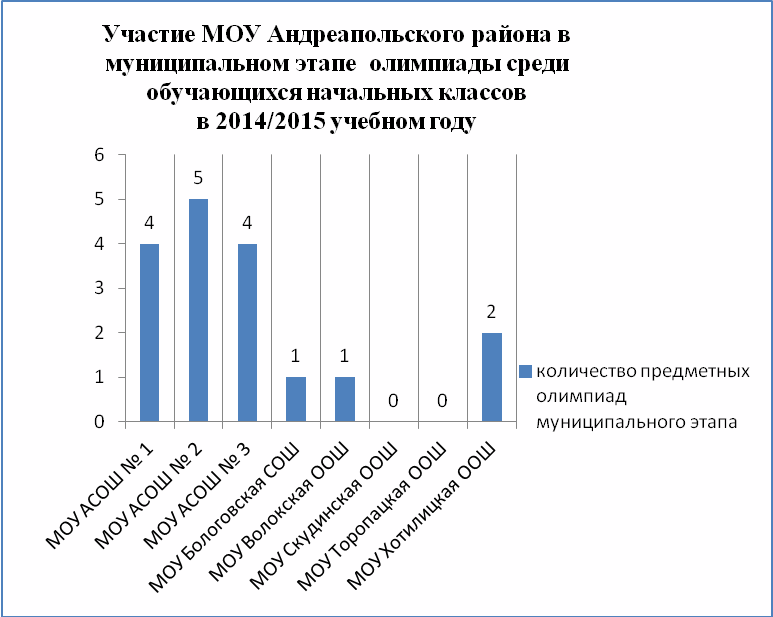 Участие МОУ Андреапольского района в
муниципальном этапе олимпиады среди
обучающихся начальных классов
в 2014/2015 учебном году
6
5
4
3
2
1
0
4
5
4
1
1
0
0
2
МОУ АСОШ № 1
МОУ АСОШ № 2
МОУ АСОШ № 3
МОУ Бологовская СОШ
МОУ Волокская ООШ
МОУ Скудинская ООШ
МОУ Торопацкая ООШ
МОУ Хотилицкая ООШ
количество предметных
олимпиад
муниципального этапа